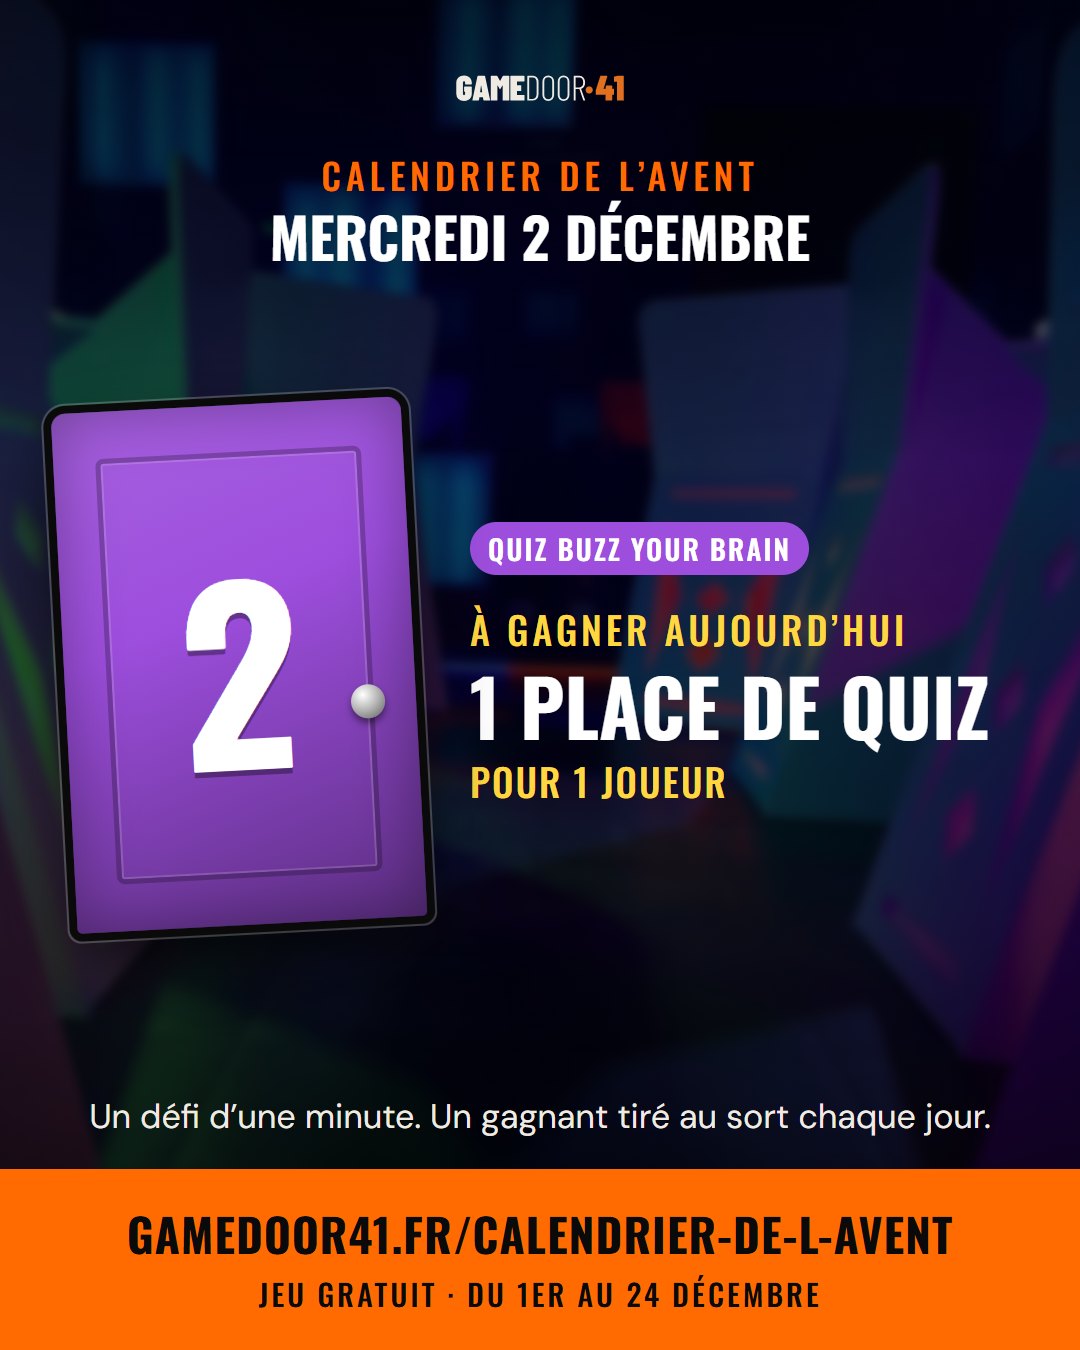 GAMEDOOR·41
CALENDRIER DE L’AVENT
MERCREDI 2 DÉCEMBRE
2
QUIZ BUZZ YOUR BRAIN
À GAGNER AUJOURD’HUI
1 PLACE DE QUIZ
POUR 1 JOUEUR
Un défi d’une minute. Un gagnant tiré au sort chaque jour.
GAMEDOOR41.FR/CALENDRIER-DE-L-AVENT
JEU GRATUIT · DU 1ER AU 24 DÉCEMBRE